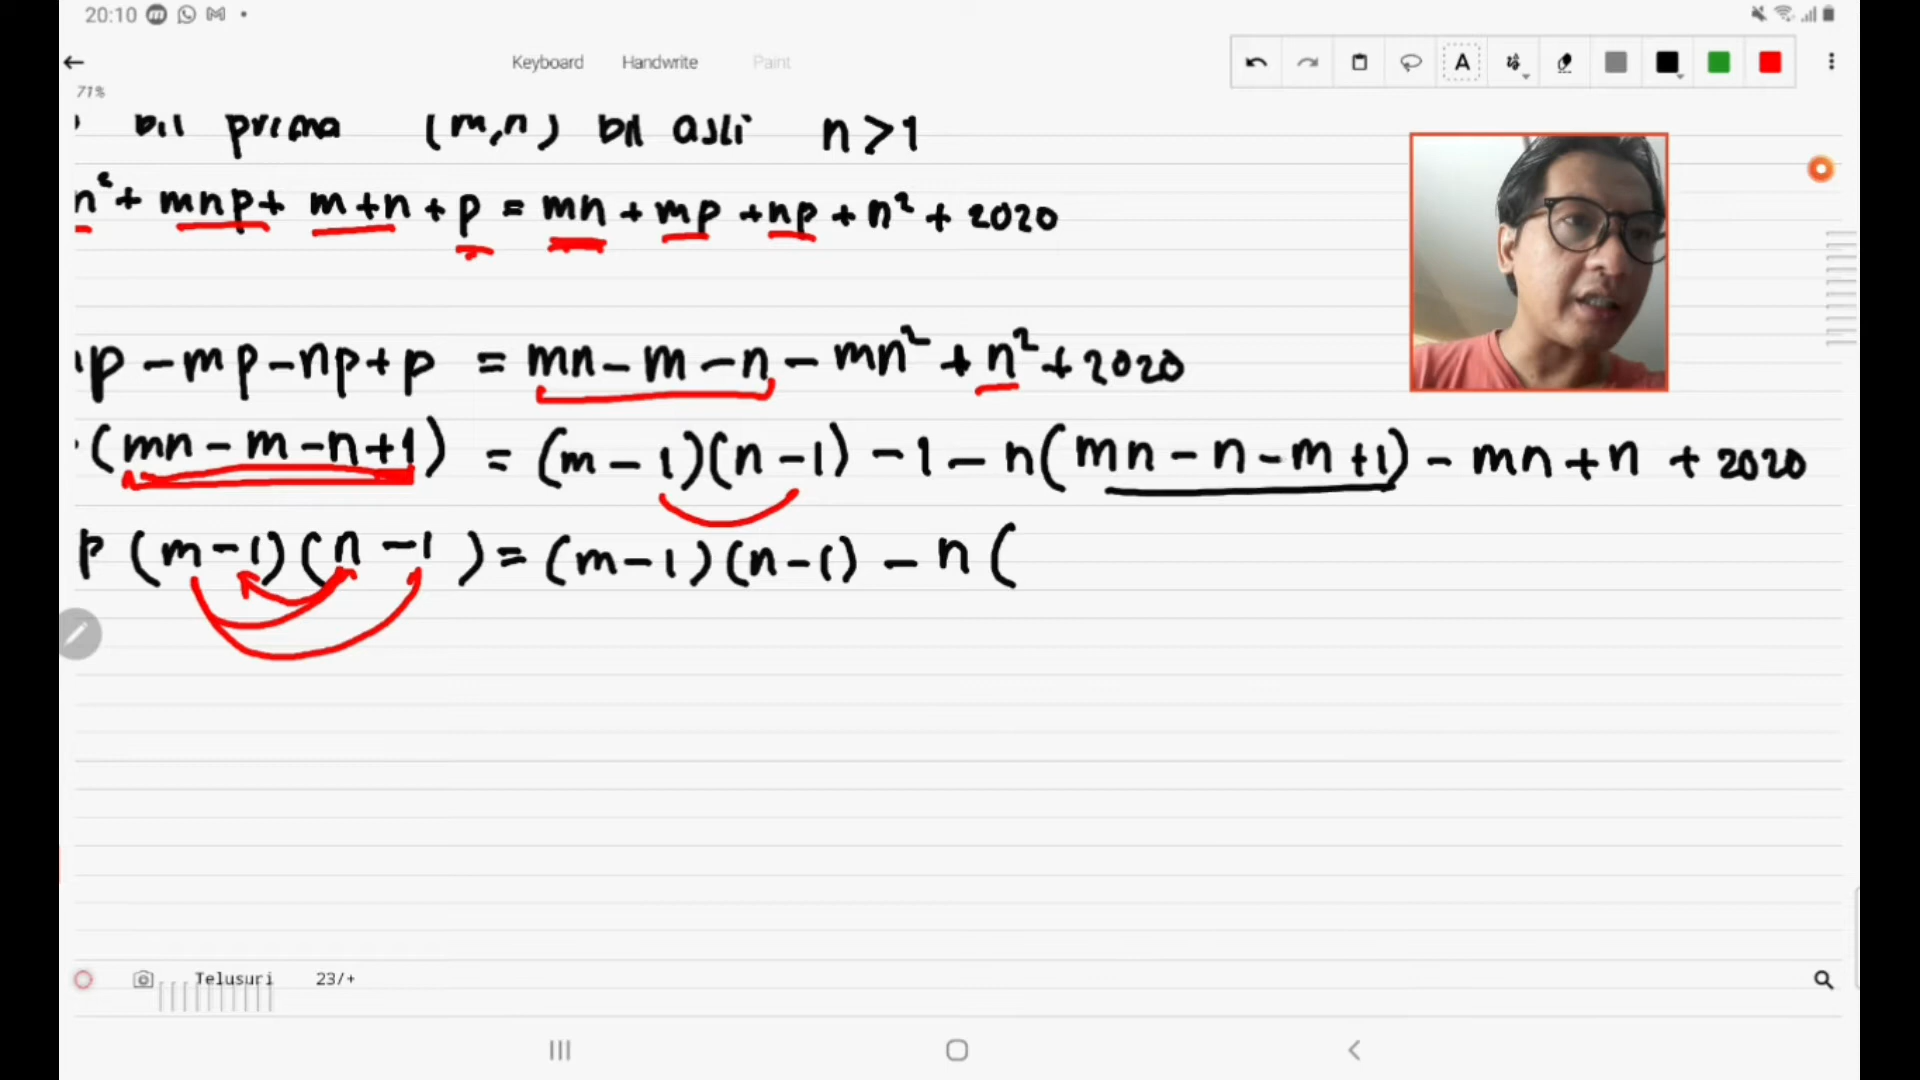 20:10
Keyboard Handwrite Paint
A
71%
bil prima (m,n) bil asli n>1
n² + mnp + m + n + p = mn + mp + np + n² + 2020
p - mp - np + p = mn - m - n - mn² + n² + 2020
(mn - m - n + 1) = (m - 1)(n - 1) - 1 - n(mn - n - m + 1) - mn + n + 2020
p (m - 1)(n - 1) = (m - 1)(n - 1) - n (
Telusuri 23/+